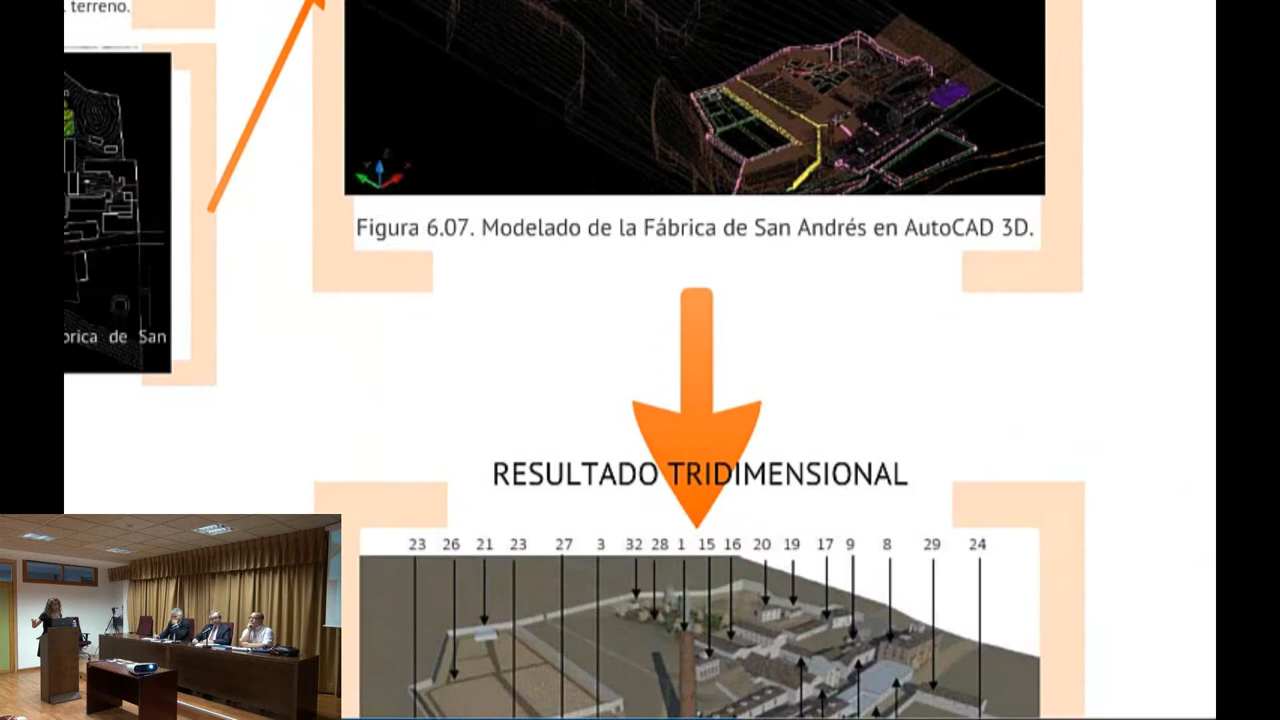 terreno.
de San
Figura 6.07. Modelado de la Fábrica de San Andrés en AutoCAD 3D.
RESULTADO TRIDIMENSIONAL
23 26 21 23 27 3 32 28 1 15 16 20 19 17 9 8 29 24